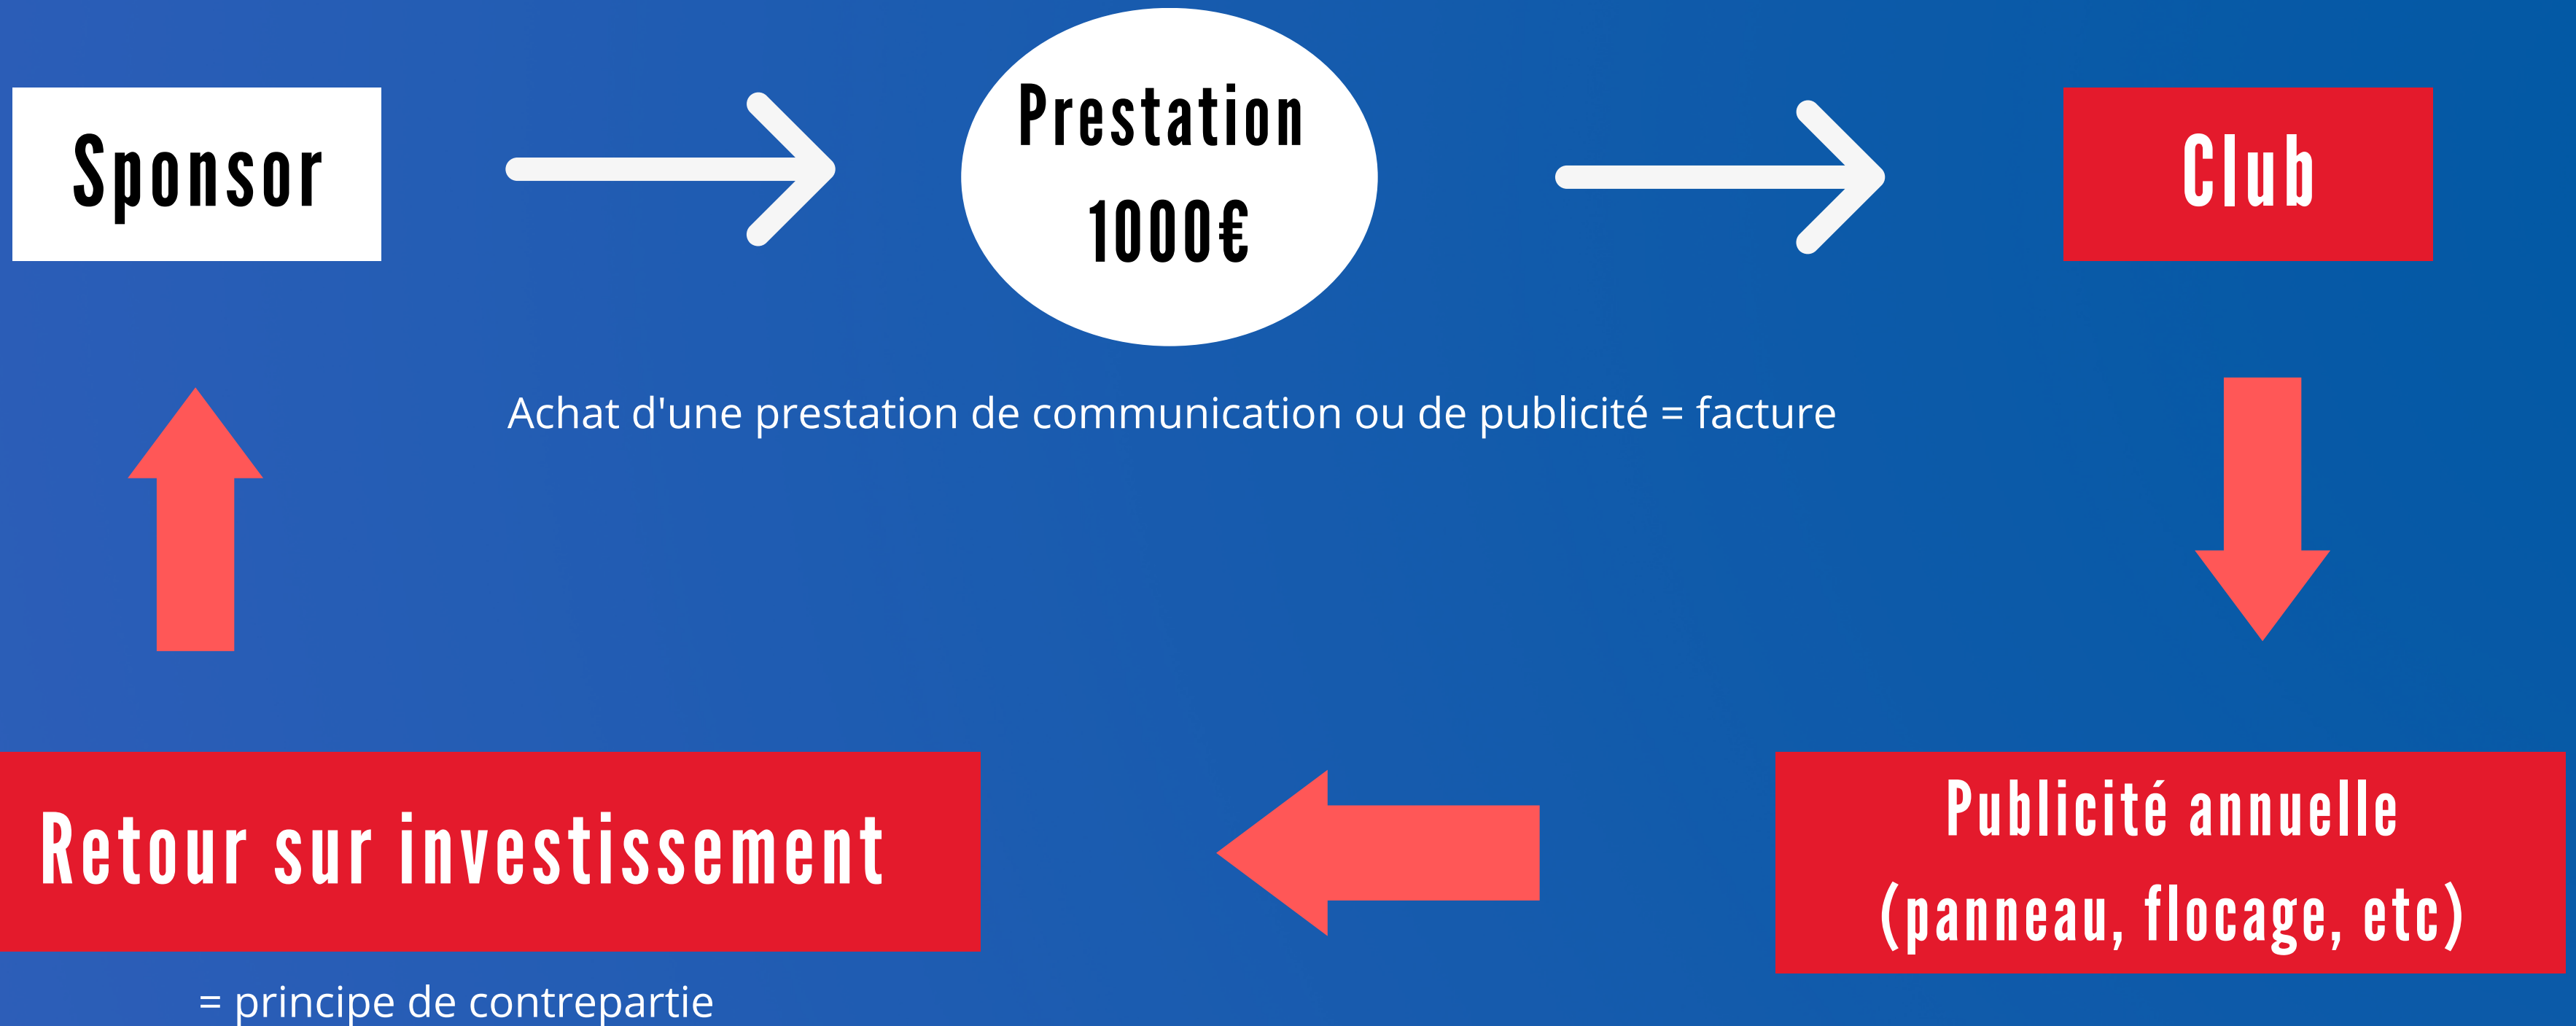 Sponsor
Prestation
1000€
Club
Achat d'une prestation de communication ou de publicité = facture
Retour sur investissement
= principe de contrepartie
Publicité annuelle
(panneau, flocage, etc)